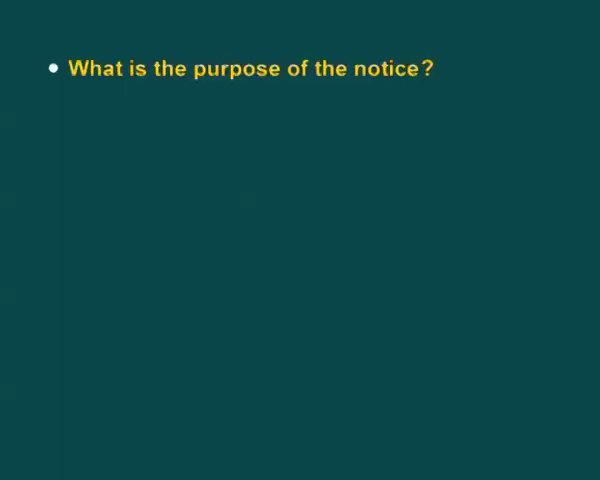 • What is the purpose of the notice?